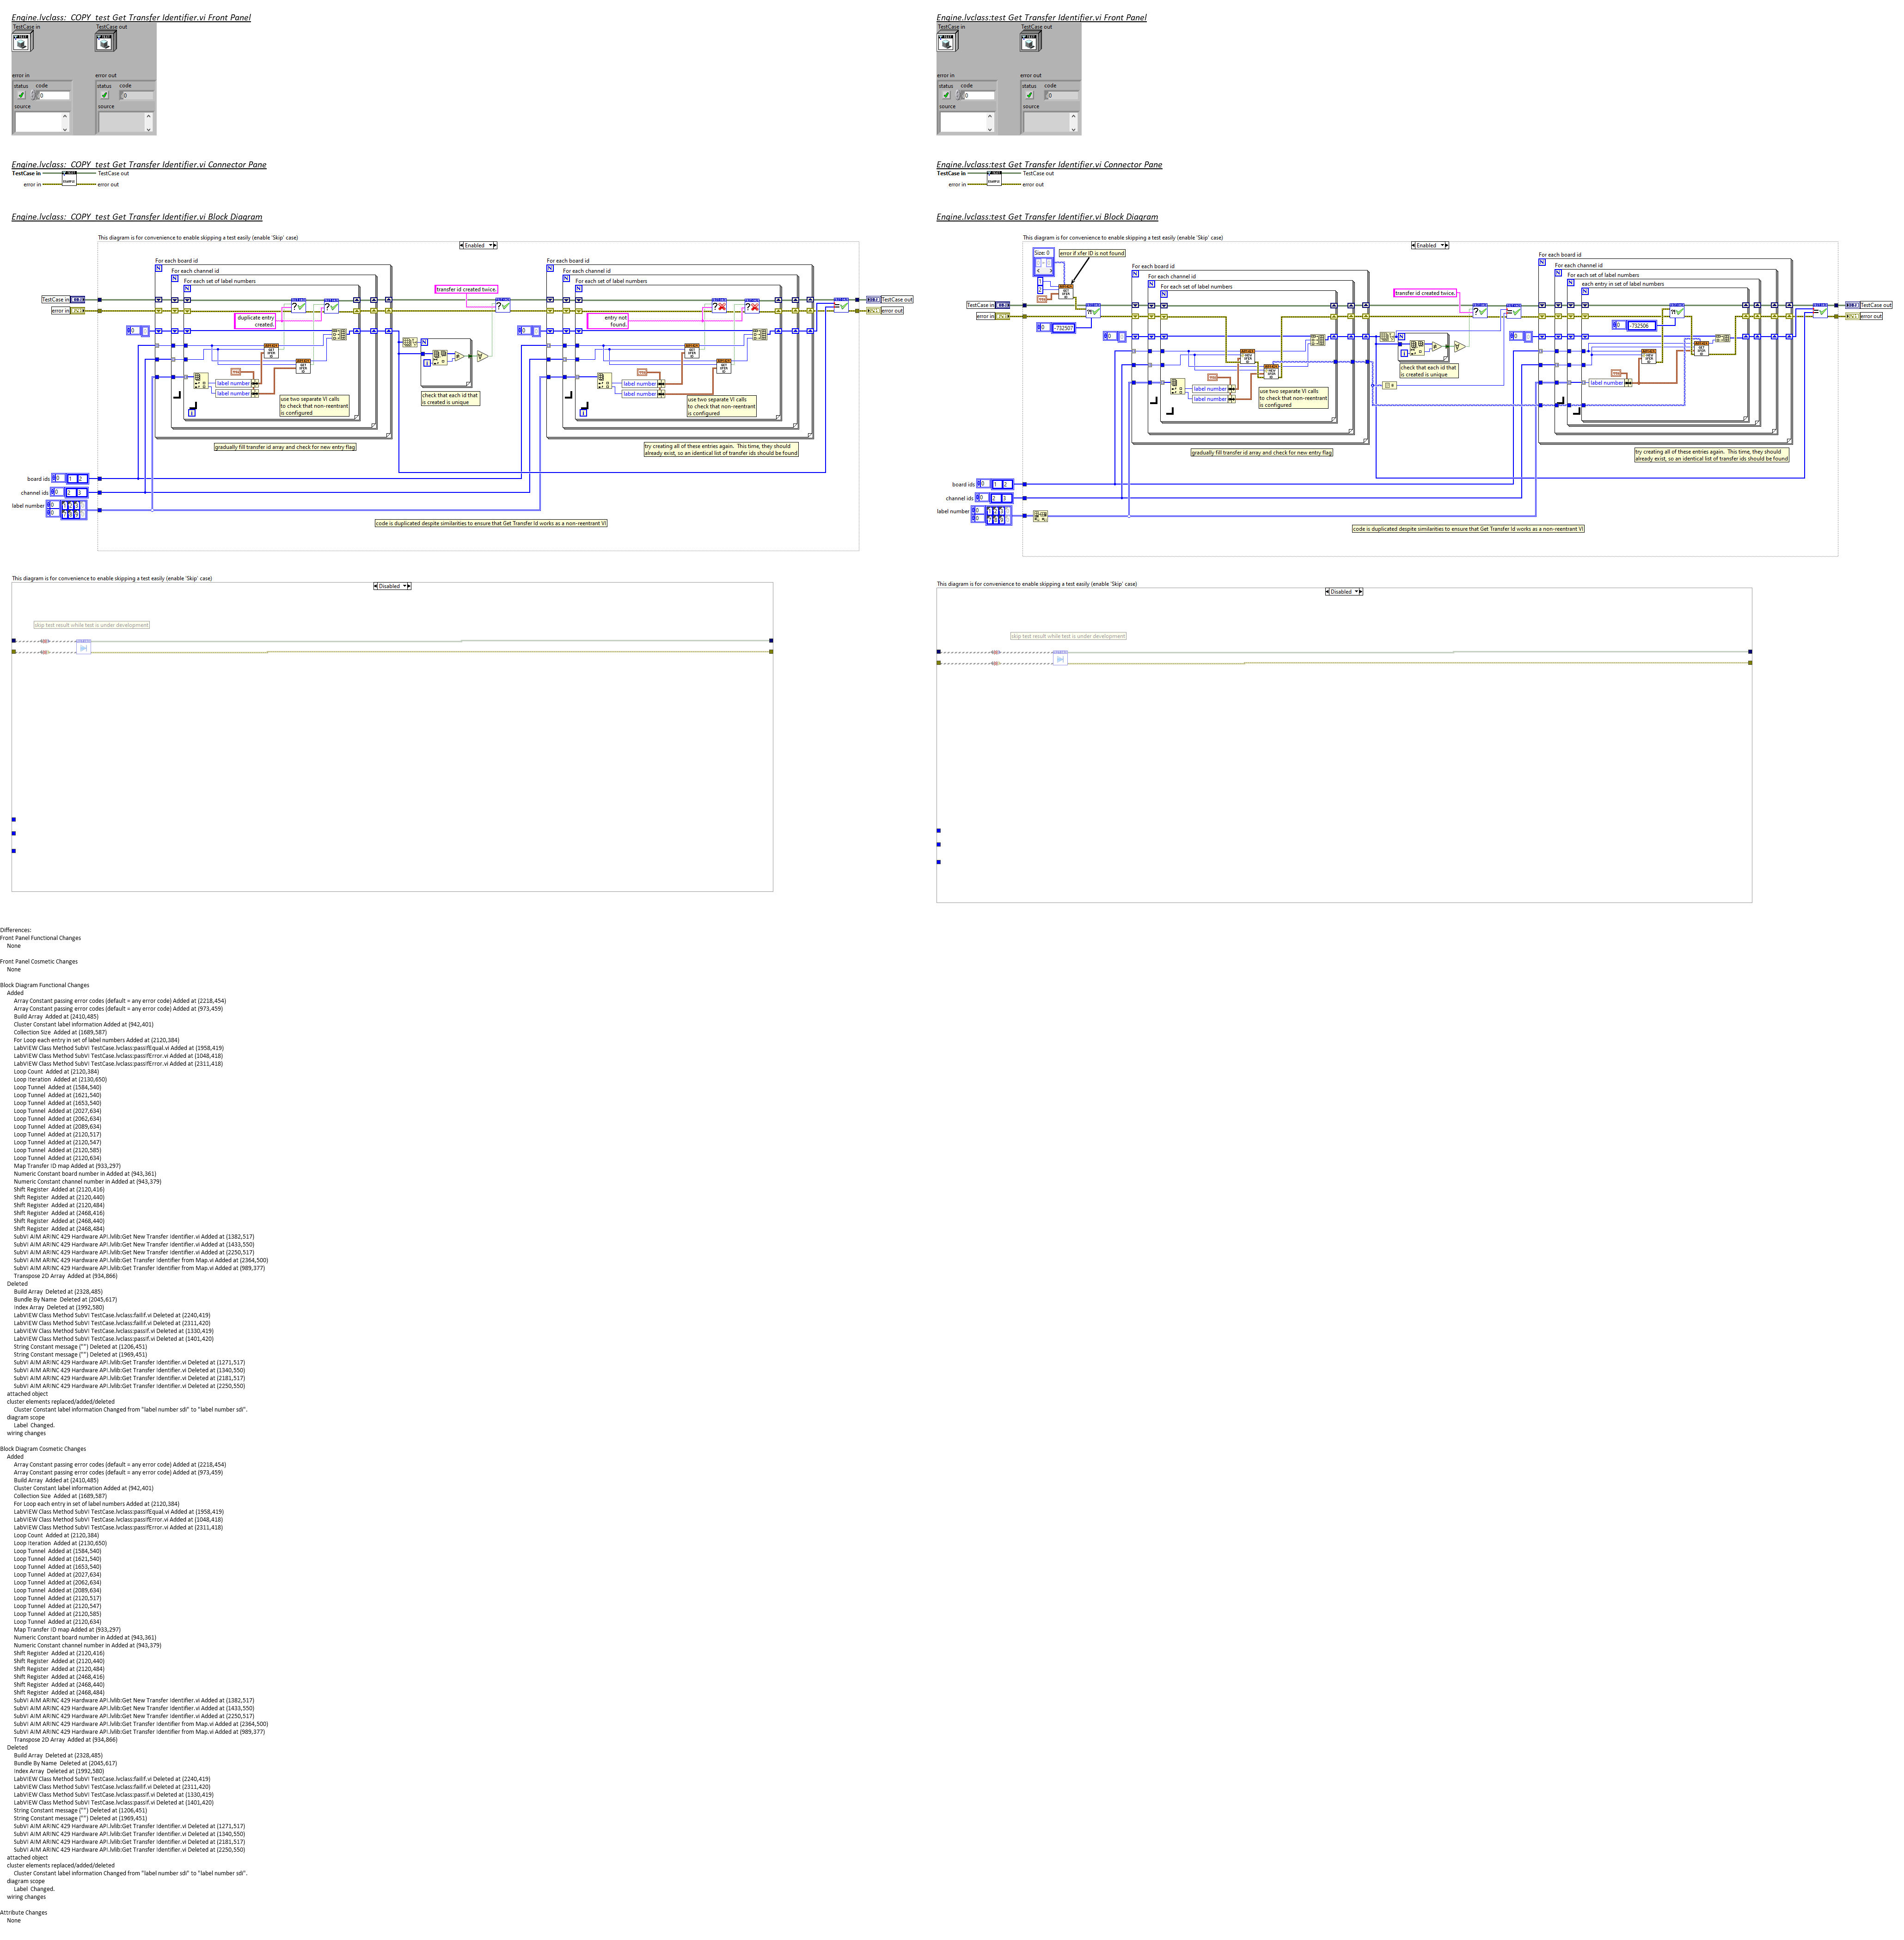 Engine.lvclass:  COPY  test Get Transfer Identifier.vi Front Panel
TestCase in
TestCase out
error in
error out
status
code
status
code
0
0
source
source
Engine.lvclass:  COPY  test Get Transfer Identifier.vi Connector Pane
TestCase in
TestCase out
error in
error out
Engine.lvclass:  COPY  test Get Transfer Identifier.vi Block Diagram
This diagram is for convenience to enable skipping a test easily (enable 'Skip' case)
Enabled
For each board id
For each channel id
For each set of label numbers
For each board id
For each channel id
For each set of label numbers
transfer id created twice.
TestCase in
TestCase out
error in
duplicate entry
created.
entry not
found.
label number
label number
label number
label number
use two separate VI calls
to check that non-reentrant
is configured
check that each id that
is created is unique
use two separate VI calls
to check that non-reentrant
is configured
gradually fill transfer id array and check for new entry flag
try creating all of these entries again.  This time, they should
already exist, so an identical list of transfer ids should be found
board ids
channel ids
label number
code is duplicated despite similarities to ensure that Get Transfer Id works as a non-reentrant VI
This diagram is for convenience to enable skipping a test easily (enable 'Skip' case)
Disabled
skip test result while test is under development
Engine.lvclass:test Get Transfer Identifier.vi Front Panel
TestCase in
TestCase out
error in
error out
status
code
status
code
0
0
source
source
Engine.lvclass:test Get Transfer Identifier.vi Connector Pane
TestCase in
TestCase out
error in
error out
Engine.lvclass:test Get Transfer Identifier.vi Block Diagram
This diagram is for convenience to enable skipping a test easily (enable 'Skip' case)
Enabled
Size: 0
error if xfer ID is not found
For each board id
For each channel id
For each set of label numbers
For each board id
For each channel id
For each set of label numbers
each entry in set of label numbers
transfer id created twice.
TestCase in
TestCase out
error in
error out
-732507
-732506
label number
label number
label number
use two separate VI calls
to check that non-reentrant
is configured
check that each id that
is created is unique
gradually fill transfer id array and check for new entry flag
try creating all of these entries again.  This time, they should
already exist, so an identical list of transfer ids should be found
board ids
channel ids
label number
code is duplicated despite similarities to ensure that Get Transfer Id works as a non-reentrant VI
This diagram is for convenience to enable skipping a test easily (enable 'Skip' case)
Disabled
skip test result while test is under development
Differences:
Front Panel Functional Changes
None
Front Panel Cosmetic Changes
None
Block Diagram Functional Changes
Added
Array Constant passing error codes (default = any error code) Added at (2218,454)
Array Constant passing error codes (default = any error code) Added at (973,459)
Build Array  Added at (2410,485)
Cluster Constant label information Added at (942,401)
Collection Size  Added at (1689,587)
For Loop each entry in set of label numbers Added at (2120,384)
LabVIEW Class Method SubVI TestCase.lvclass:passIfEqual.vi Added at (1958,419)
LabVIEW Class Method SubVI TestCase.lvclass:passIfError.vi Added at (1048,418)
LabVIEW Class Method SubVI TestCase.lvclass:passIfError.vi Added at (2311,418)
Loop Count  Added at (2120,384)
Loop Iteration  Added at (2130,650)
Loop Tunnel  Added at (1584,540)
Loop Tunnel  Added at (1621,540)
Loop Tunnel  Added at (1653,540)
Loop Tunnel  Added at (2027,634)
Loop Tunnel  Added at (2062,634)
Loop Tunnel  Added at (2089,634)
Loop Tunnel  Added at (2120,517)
Loop Tunnel  Added at (2120,547)
Loop Tunnel  Added at (2120,585)
Loop Tunnel  Added at (2120,634)
Map Transfer ID map Added at (933,297)
Numeric Constant board number in Added at (943,361)
Numeric Constant channel number in Added at (943,379)
Shift Register  Added at (2120,416)
Shift Register  Added at (2120,440)
Shift Register  Added at (2120,484)
Shift Register  Added at (2468,416)
Shift Register  Added at (2468,440)
Shift Register  Added at (2468,484)
SubVI AIM ARINC 429 Hardware API.lvlib:Get New Transfer Identifier.vi Added at (1382,517)
SubVI AIM ARINC 429 Hardware API.lvlib:Get New Transfer Identifier.vi Added at (1433,550)
SubVI AIM ARINC 429 Hardware API.lvlib:Get New Transfer Identifier.vi Added at (2250,517)
SubVI AIM ARINC 429 Hardware API.lvlib:Get Transfer Identifier from Map.vi Added at (2364,500)
SubVI AIM ARINC 429 Hardware API.lvlib:Get Transfer Identifier from Map.vi Added at (989,377)
Transpose 2D Array  Added at (934,866)
Deleted
Build Array  Deleted at (2328,485)
Bundle By Name  Deleted at (2045,617)
Index Array  Deleted at (1992,580)
LabVIEW Class Method SubVI TestCase.lvclass:failIf.vi Deleted at (2240,419)
LabVIEW Class Method SubVI TestCase.lvclass:failIf.vi Deleted at (2311,420)
LabVIEW Class Method SubVI TestCase.lvclass:passIf.vi Deleted at (1330,419)
LabVIEW Class Method SubVI TestCase.lvclass:passIf.vi Deleted at (1401,420)
String Constant message ("") Deleted at (1206,451)
String Constant message ("") Deleted at (1969,451)
SubVI AIM ARINC 429 Hardware API.lvlib:Get Transfer Identifier.vi Deleted at (1271,517)
SubVI AIM ARINC 429 Hardware API.lvlib:Get Transfer Identifier.vi Deleted at (1340,550)
SubVI AIM ARINC 429 Hardware API.lvlib:Get Transfer Identifier.vi Deleted at (2181,517)
SubVI AIM ARINC 429 Hardware API.lvlib:Get Transfer Identifier.vi Deleted at (2250,550)
attached object
cluster elements replaced/added/deleted
Cluster Constant label information Changed from "label number sdi" to "label number sdi".
diagram scope
Label  Changed.
wiring changes
Block Diagram Cosmetic Changes
Added
Array Constant passing error codes (default = any error code) Added at (2218,454)
Array Constant passing error codes (default = any error code) Added at (973,459)
Build Array  Added at (2410,485)
Cluster Constant label information Added at (942,401)
Collection Size  Added at (1689,587)
For Loop each entry in set of label numbers Added at (2120,384)
LabVIEW Class Method SubVI TestCase.lvclass:passIfEqual.vi Added at (1958,419)
LabVIEW Class Method SubVI TestCase.lvclass:passIfError.vi Added at (1048,418)
LabVIEW Class Method SubVI TestCase.lvclass:passIfError.vi Added at (2311,418)
Loop Count  Added at (2120,384)
Loop Iteration  Added at (2130,650)
Loop Tunnel  Added at (1584,540)
Loop Tunnel  Added at (1621,540)
Loop Tunnel  Added at (1653,540)
Loop Tunnel  Added at (2027,634)
Loop Tunnel  Added at (2062,634)
Loop Tunnel  Added at (2089,634)
Loop Tunnel  Added at (2120,517)
Loop Tunnel  Added at (2120,547)
Loop Tunnel  Added at (2120,585)
Loop Tunnel  Added at (2120,634)
Map Transfer ID map Added at (933,297)
Numeric Constant board number in Added at (943,361)
Numeric Constant channel number in Added at (943,379)
Shift Register  Added at (2120,416)
Shift Register  Added at (2120,440)
Shift Register  Added at (2120,484)
Shift Register  Added at (2468,416)
Shift Register  Added at (2468,440)
Shift Register  Added at (2468,484)
SubVI AIM ARINC 429 Hardware API.lvlib:Get New Transfer Identifier.vi Added at (1382,517)
SubVI AIM ARINC 429 Hardware API.lvlib:Get New Transfer Identifier.vi Added at (1433,550)
SubVI AIM ARINC 429 Hardware API.lvlib:Get New Transfer Identifier.vi Added at (2250,517)
SubVI AIM ARINC 429 Hardware API.lvlib:Get Transfer Identifier from Map.vi Added at (2364,500)
SubVI AIM ARINC 429 Hardware API.lvlib:Get Transfer Identifier from Map.vi Added at (989,377)
Transpose 2D Array  Added at (934,866)
Deleted
Build Array  Deleted at (2328,485)
Bundle By Name  Deleted at (2045,617)
Index Array  Deleted at (1992,580)
LabVIEW Class Method SubVI TestCase.lvclass:failIf.vi Deleted at (2240,419)
LabVIEW Class Method SubVI TestCase.lvclass:failIf.vi Deleted at (2311,420)
LabVIEW Class Method SubVI TestCase.lvclass:passIf.vi Deleted at (1330,419)
LabVIEW Class Method SubVI TestCase.lvclass:passIf.vi Deleted at (1401,420)
String Constant message ("") Deleted at (1206,451)
String Constant message ("") Deleted at (1969,451)
SubVI AIM ARINC 429 Hardware API.lvlib:Get Transfer Identifier.vi Deleted at (1271,517)
SubVI AIM ARINC 429 Hardware API.lvlib:Get Transfer Identifier.vi Deleted at (1340,550)
SubVI AIM ARINC 429 Hardware API.lvlib:Get Transfer Identifier.vi Deleted at (2181,517)
SubVI AIM ARINC 429 Hardware API.lvlib:Get Transfer Identifier.vi Deleted at (2250,550)
attached object
cluster elements replaced/added/deleted
Cluster Constant label information Changed from "label number sdi" to "label number sdi".
diagram scope
Label  Changed.
wiring changes
Attribute Changes
None